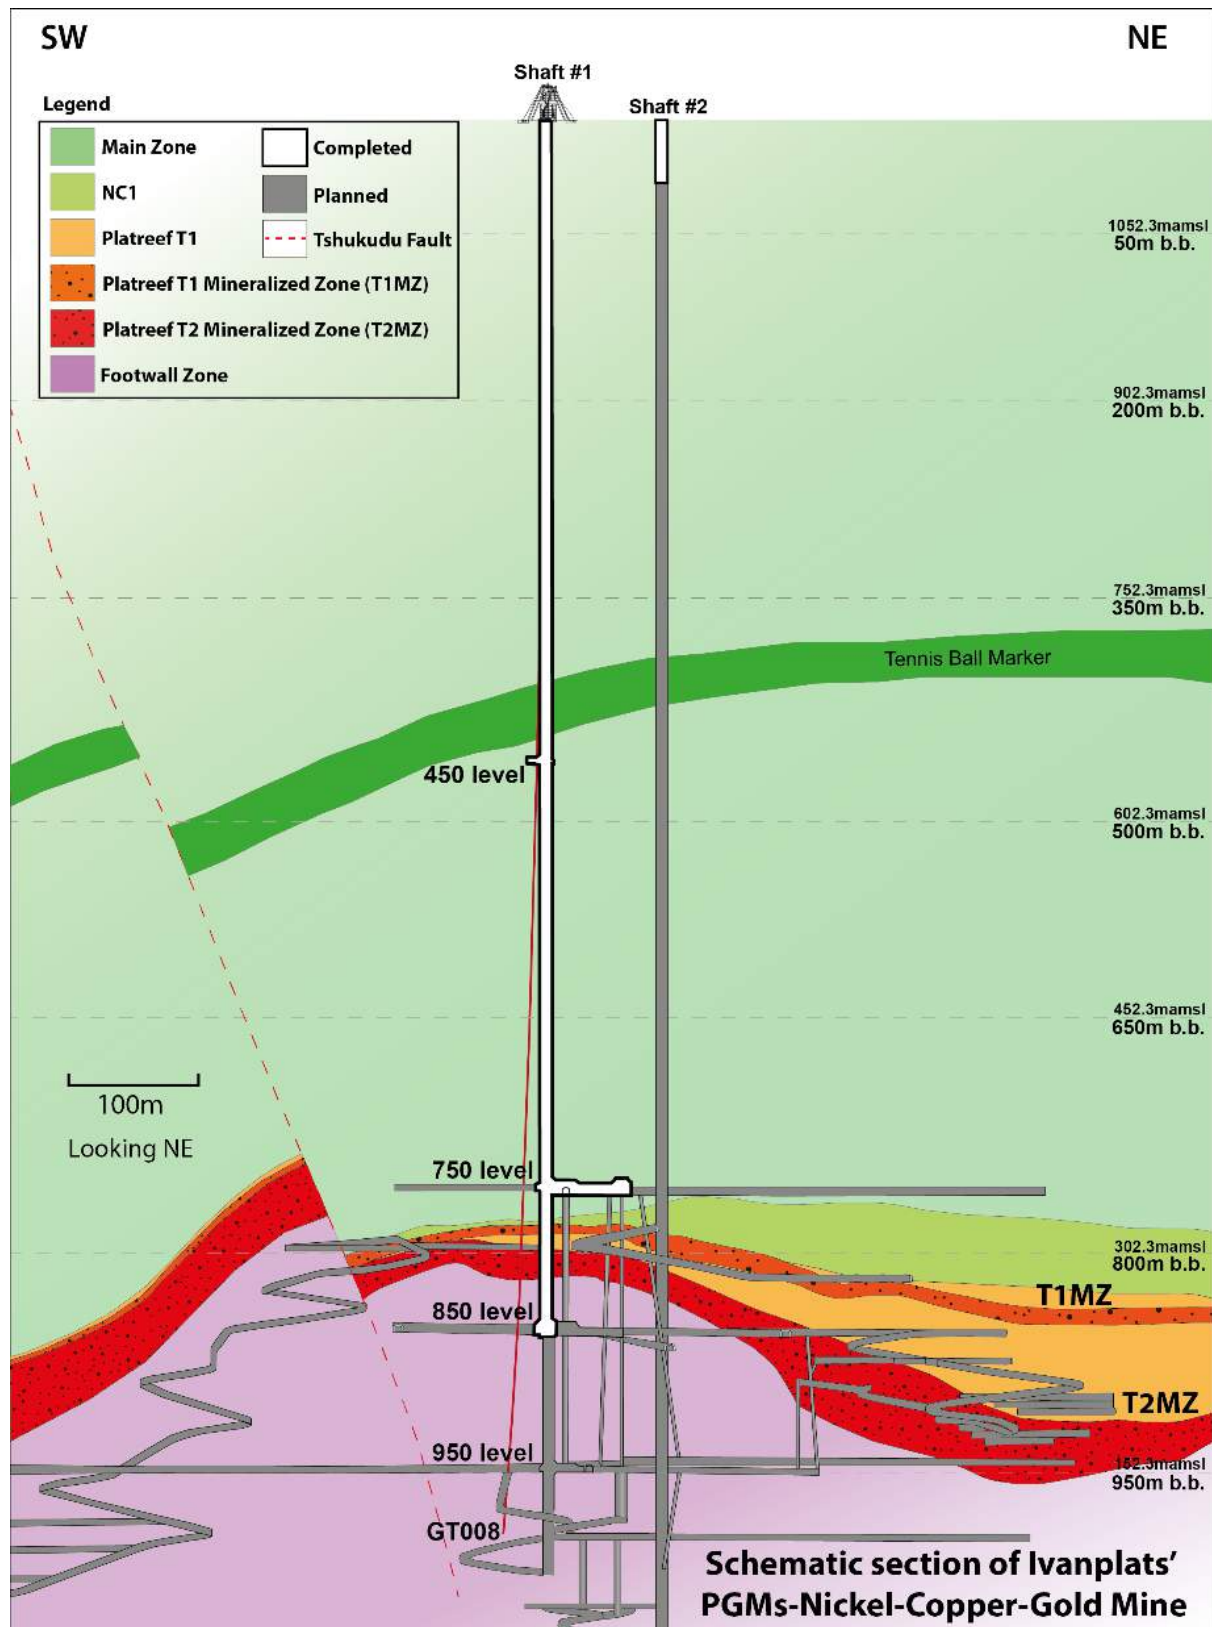 SW
NE
Shaft #1
Shaft #2
Legend
Main Zone
Completed
NC1
Planned
Platreef T1
Tshukudu Fault
Platreef T1 Mineralized Zone (T1MZ)
Platreef T2 Mineralized Zone (T2MZ)
Footwall Zone
1052.3mamsl
50m b.b.
902.3mamsl
200m b.b.
752.3mamsl
350m b.b.
Tennis Ball Marker
450 level
602.3mamsl
500m b.b.
452.3mamsl
650m b.b.
100m
Looking NE
750 level
302.3mamsl
800m b.b.
T1MZ
850 level
T2MZ
950 level
152.3mamsl
950m b.b.
GT008
Schematic section of Ivanplats'
PGMs-Nickel-Copper-Gold Mine